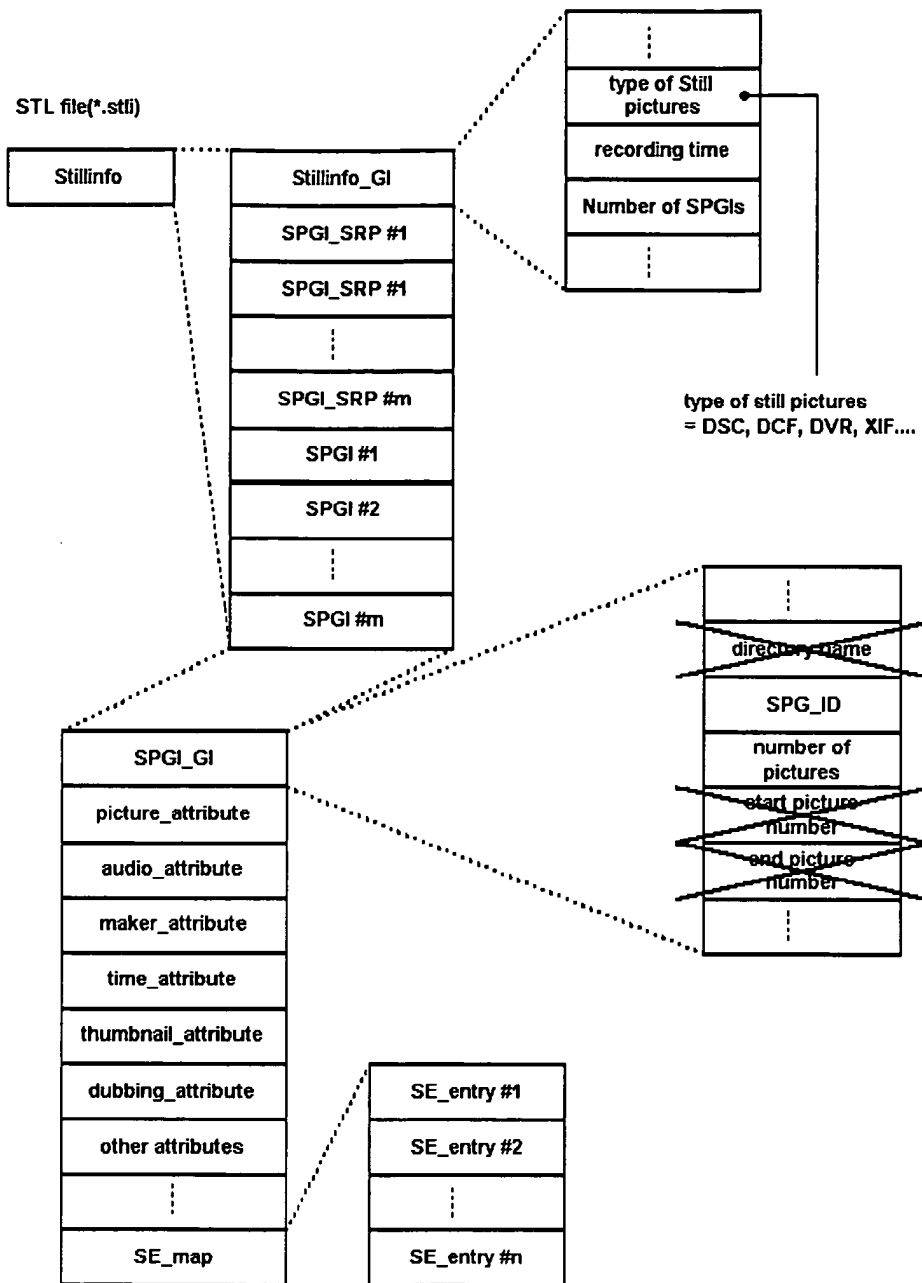 STL file(*.stli)
Stillinfo
Stillinfo_GI
SPGI_SRP #1
SPGI_SRP #1
SPGI_SRP #m
SPGI #1
SPGI #2
SPGI #m
type of Still
pictures
recording time
Number of SPGIs
type of still pictures
= DSC, DCF, DVR, XIF....
directory name
SPG_ID
number of
pictures
start picture
number
end picture
number
SPGI_GI
picture_attribute
audio_attribute
maker_attribute
time_attribute
thumbnail_attribute
dubbing_attribute
other attributes
SE_map
SE_entry #1
SE_entry #2
SE_entry #n